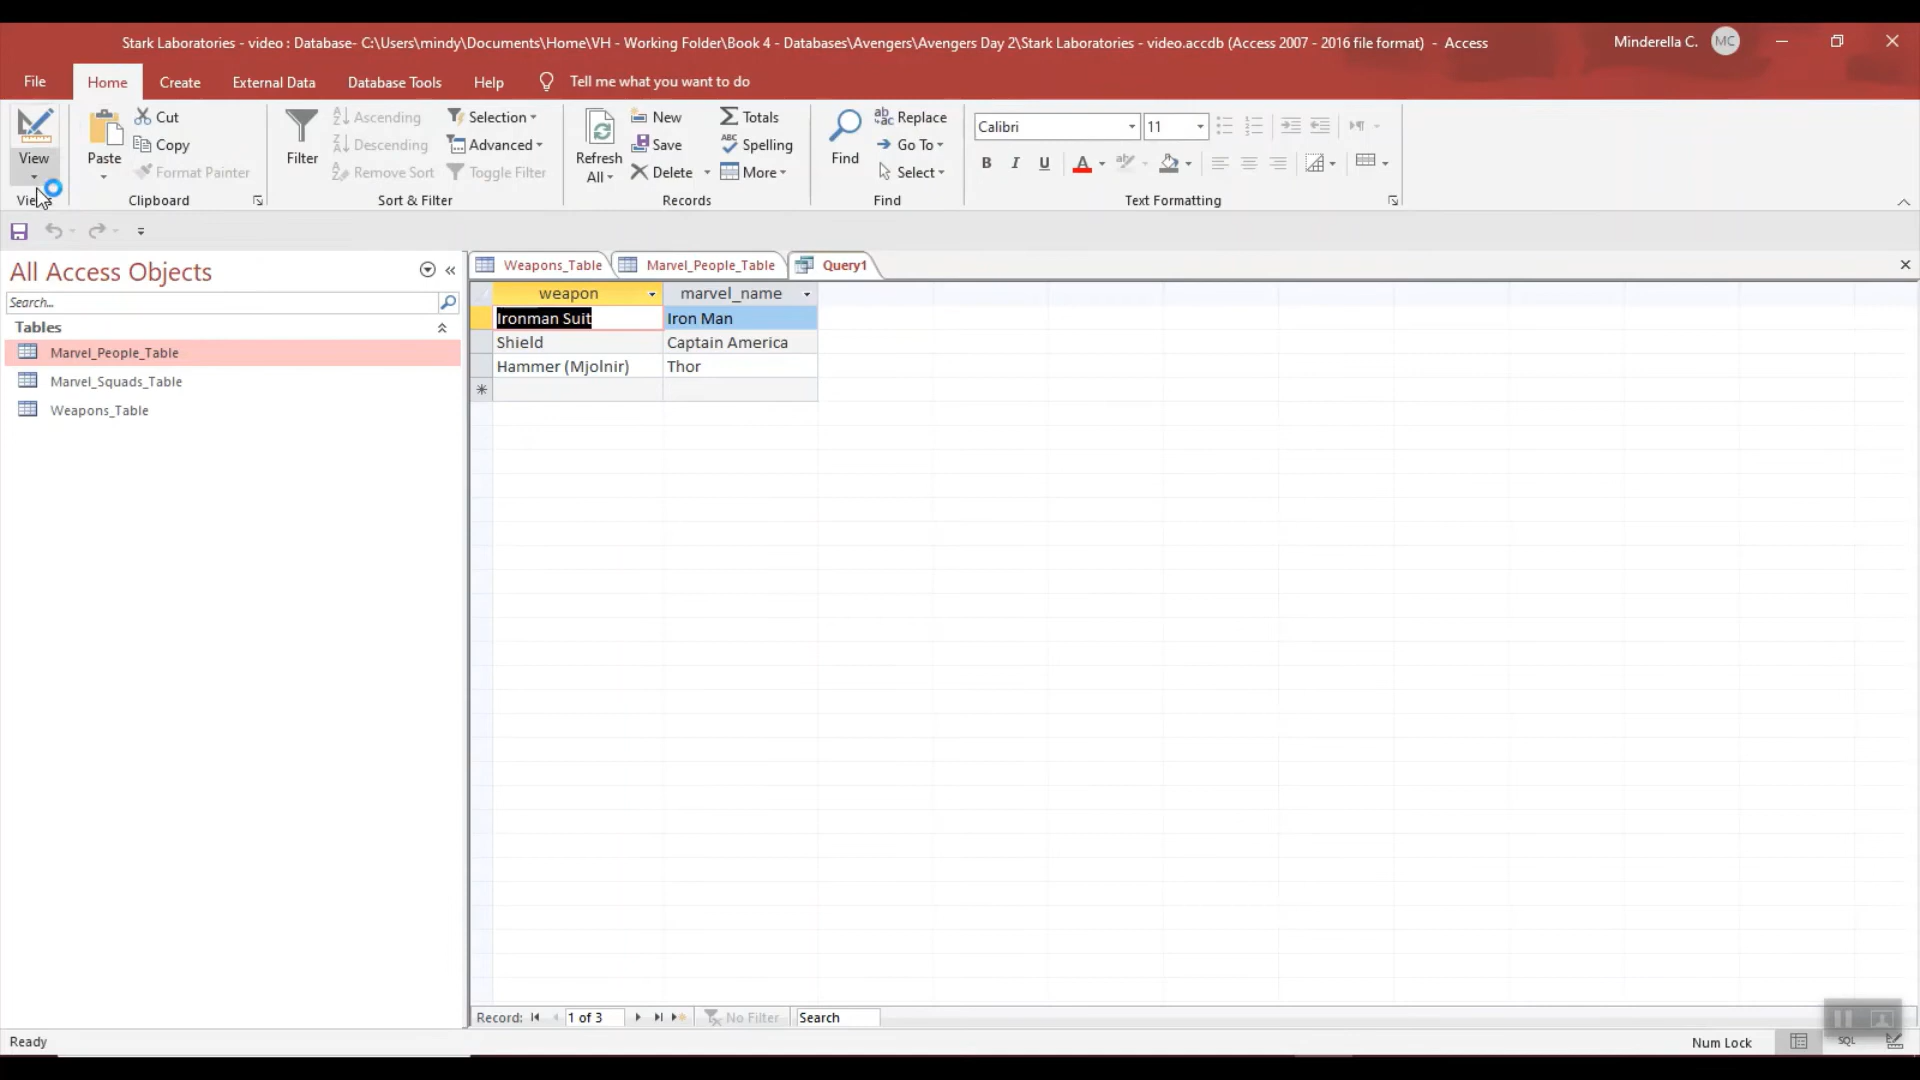 Stark Laboratories - video : Database- C:\Users\mindy\Documents\Home\VH - Working Folder\Book 4 - Databases\Avengers\Avengers Day 2\Stark Laboratories - video.accdb (Access 2007 - 2016 file format) - Access
Minderella C. MC
File Home Create External Data Database Tools Help Tell me what you want to do
View
Views
Paste
Cut
Copy
Format Painter
Clipboard
Filter
Ascending
Descending
Remove Sort
Selection
Advanced
Toggle Filter
Sort & Filter
Refresh
All
New
Save
Delete
Totals
Spelling
More
Records
Find
Replace
Go To
Select
Find
Calibri
11
B I U
Text Formatting
All Access Objects
Search...
Tables
Marvel_People_Table
Marvel_Squads_Table
Weapons_Table
Weapons_Table Marvel_People_Table Query1
weapon marvel_name
Ironman Suit Iron Man
Shield Captain America
Hammer (Mjolnir) Thor
Record: 1 of 3 No Filter Search
Ready
Num Lock
SQL